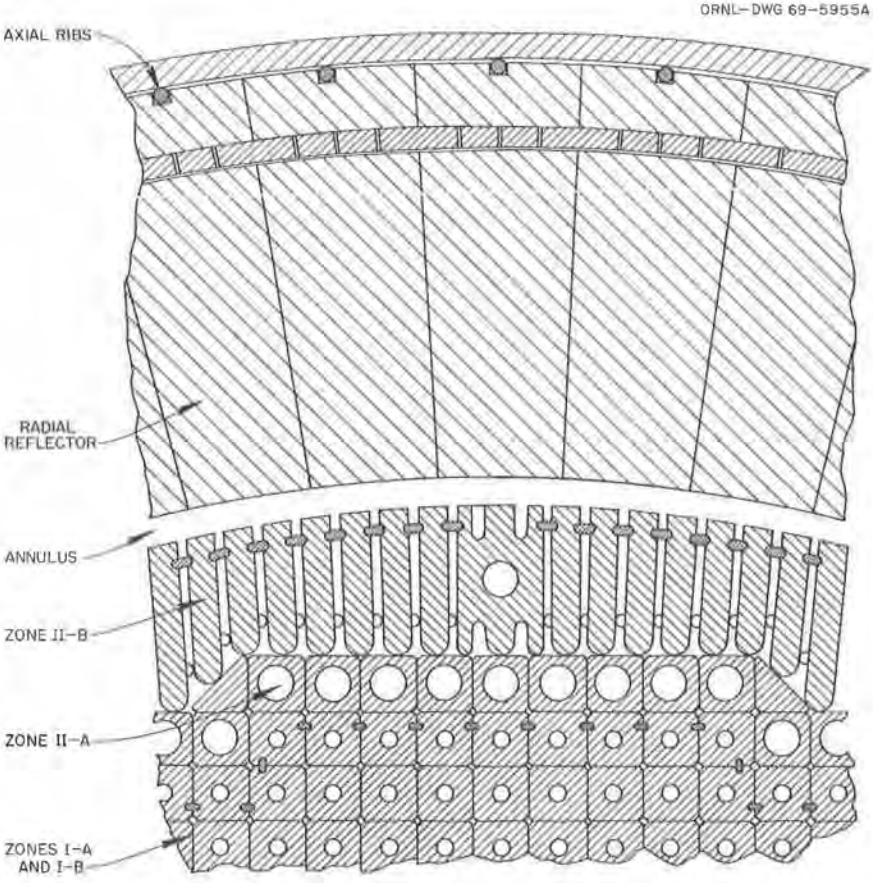 ORNL-DWG 69-5955A
AXIAL RIBS
RADIAL
REFLECTOR
ANNULUS
ZONE II-B
ZONE II-A
ZONES I-A
AND I-B